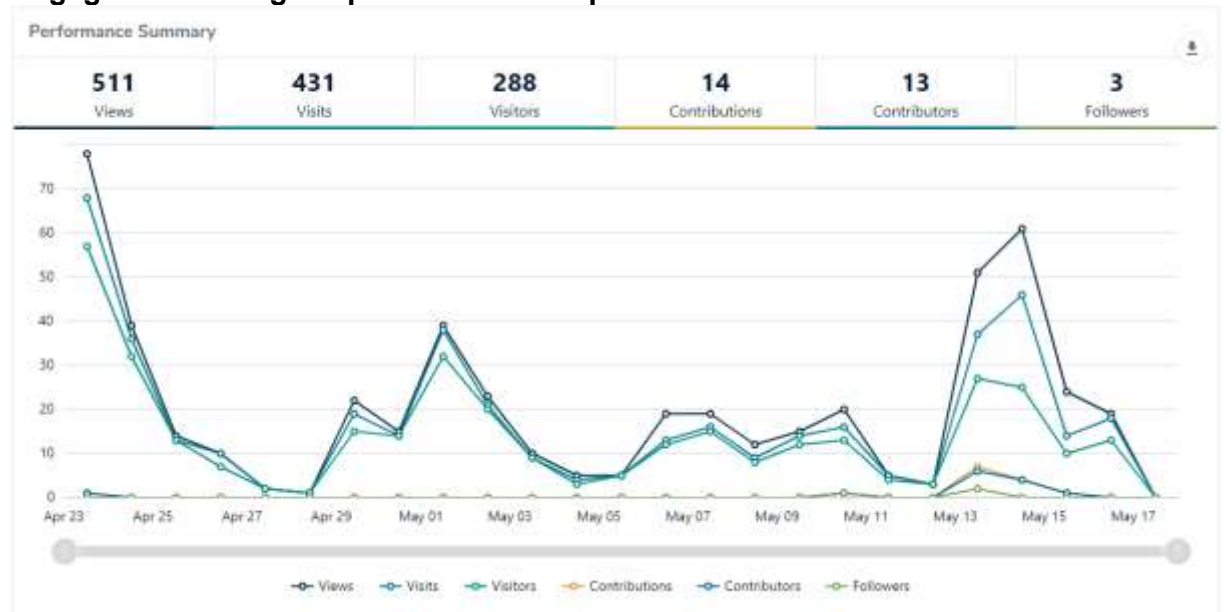 Performance Summary
511 431 288 14 13 3
Views Visits Visitors Contributions Contributors Followers
70
60
50
40
30
20
10
0
Apr 23 Apr 25 Apr 27 Apr 29 May 01 May 03 May 05 May 07 May 09 May 11 May 13 May 15 May 17
Views Visits Visitors Contributions Contributors Followers